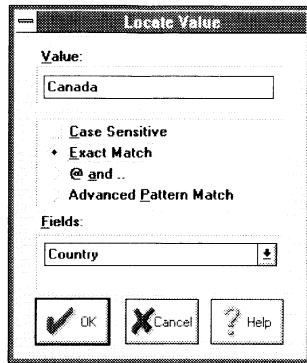 Locate Value
Value:
Canada
Case Sensitive
Exact Match
@ and ..
Advanced Pattern Match
Fields:
Country
OK
Cancel
? Help